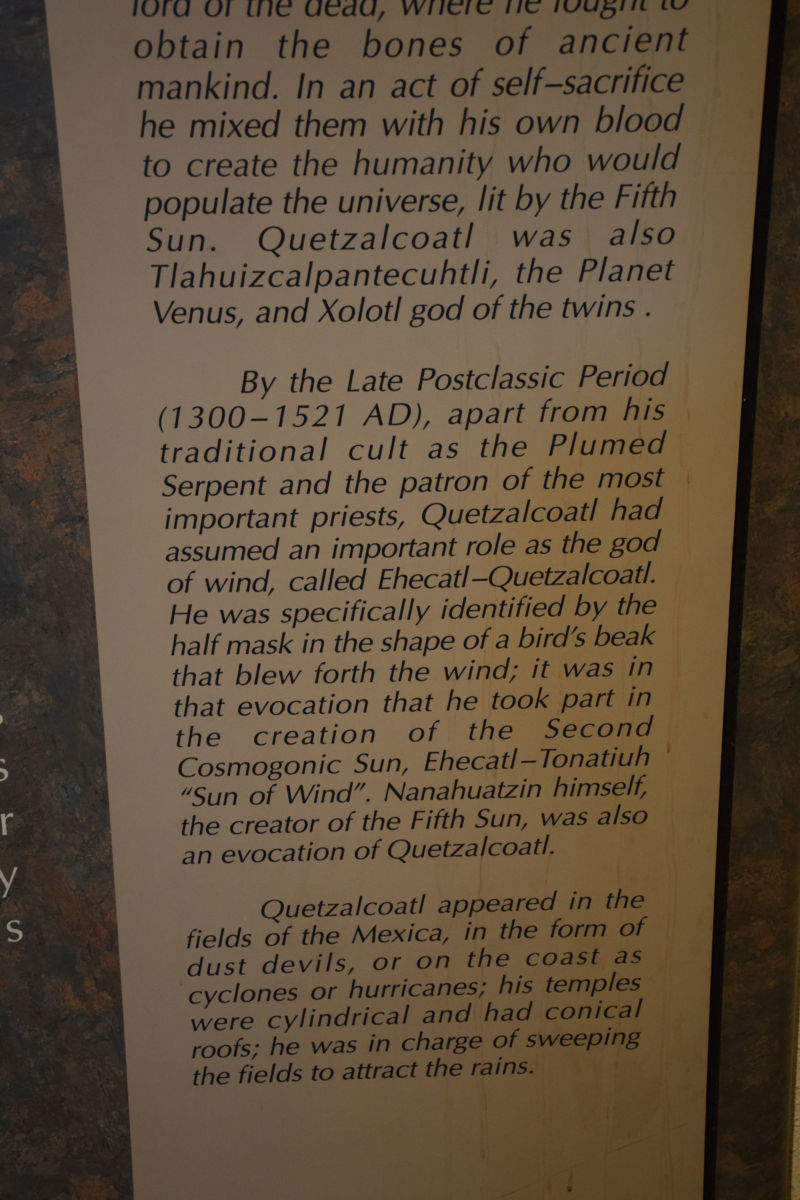 lord of the dead, where he fought to
obtain the bones of ancient
mankind. In an act of self–sacrifice
he mixed them with his own blood
to create the humanity who would
populate the universe, lit by the Fifth
Sun. Quetzalcoatl was also
Tlahuizcalpantecuhtli, the Planet
Venus, and Xolotl god of the twins .
By the Late Postclassic Period
(1300–1521 AD), apart from his
traditional cult as the Plumed
Serpent and the patron of the most
important priests, Quetzalcoatl had
assumed an important role as the god
of wind, called Ehecatl–Quetzalcoatl.
He was specifically identified by the
half mask in the shape of a bird's beak
that blew forth the wind; it was in
that evocation that he took part in
the creation of the Second
Cosmogonic Sun, Ehecatl–Tonatiuh
“Sun of Wind”. Nanahuatzin himself,
the creator of the Fifth Sun, was also
an evocation of Quetzalcoatl.
Quetzalcoatl appeared in the
fields of the Mexica, in the form of
dust devils, or on the coast as
cyclones or hurricanes; his temples
were cylindrical and had conical
roofs; he was in charge of sweeping
the fields to attract the rains.